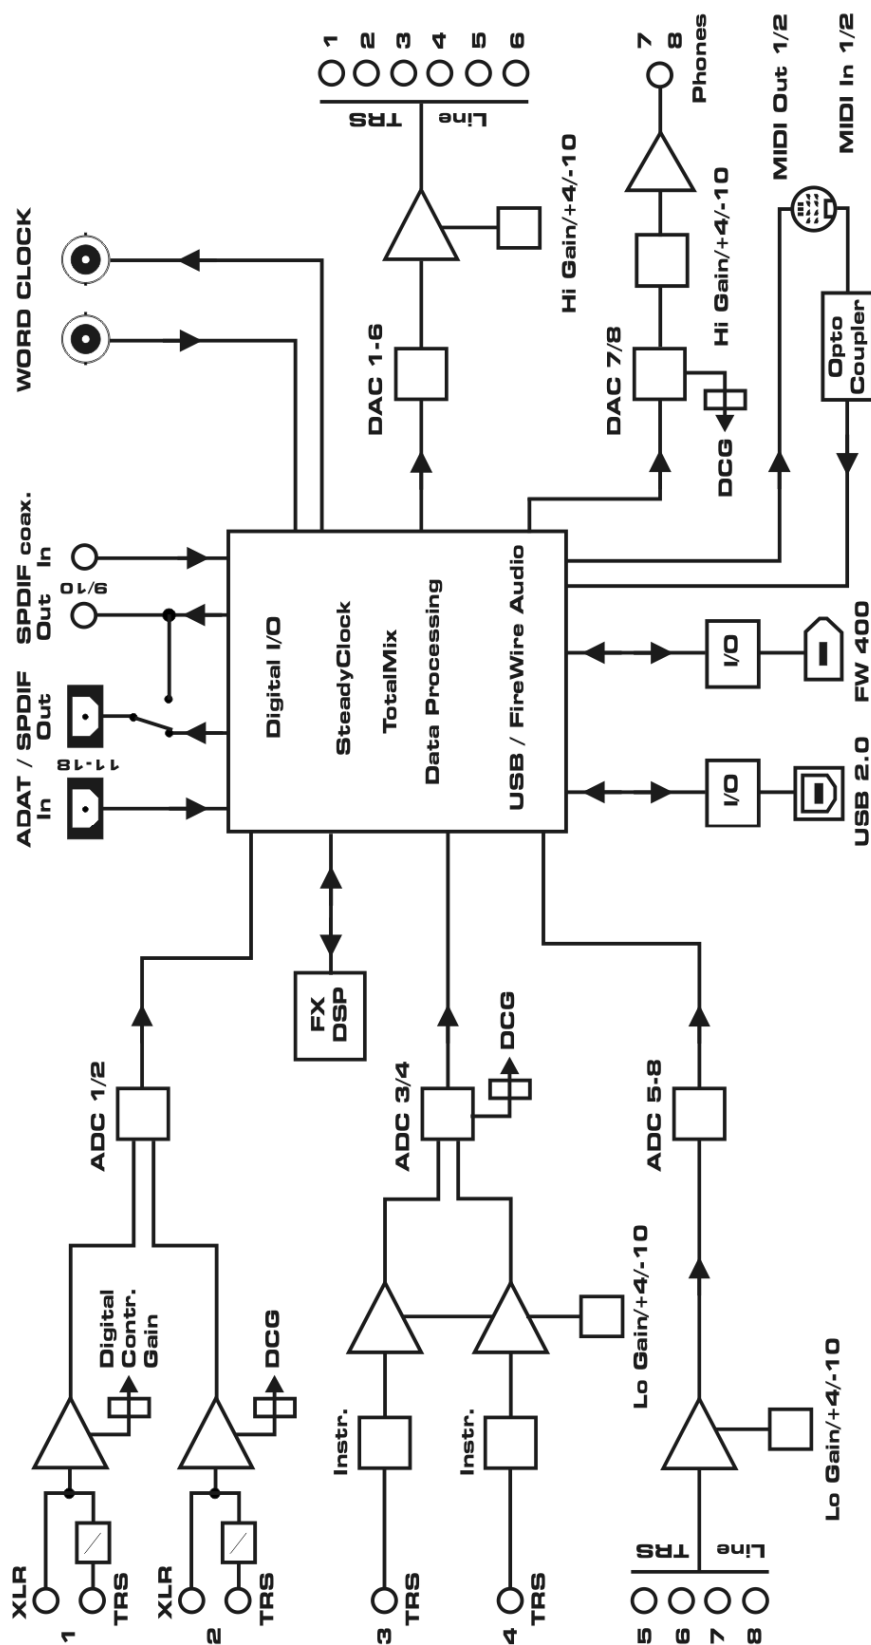 XLR
1
TRS
XLR
2
TRS
3
TRS
4
TRS
5
6
7
8
TRS
Line
Digital
Contr.
Gain
DCG
Instr.
Instr.
Lo Gain/+4/-10
Lo Gain/+4/-10
ADC 1/2
ADC 3/4
DCG
ADC 5-8
FX
DSP
ADAT / SPDIF
In
Out
11-18
SPDIF coax.
Out
In
9/10
WORD CLOCK
Digital I/O
SteadyClock
TotalMix
Data Processing
USB / FireWire Audio
I/O
USB 2.0
I/O
FW 400
DAC 1-6
Hi Gain/+4/-10
TRS
Line
1
2
3
4
5
6
DAC 7/8
DCG
Hi Gain/+4/-10
7
8
Phones
MIDI Out 1/2
MIDI In 1/2
Opto
Coupler